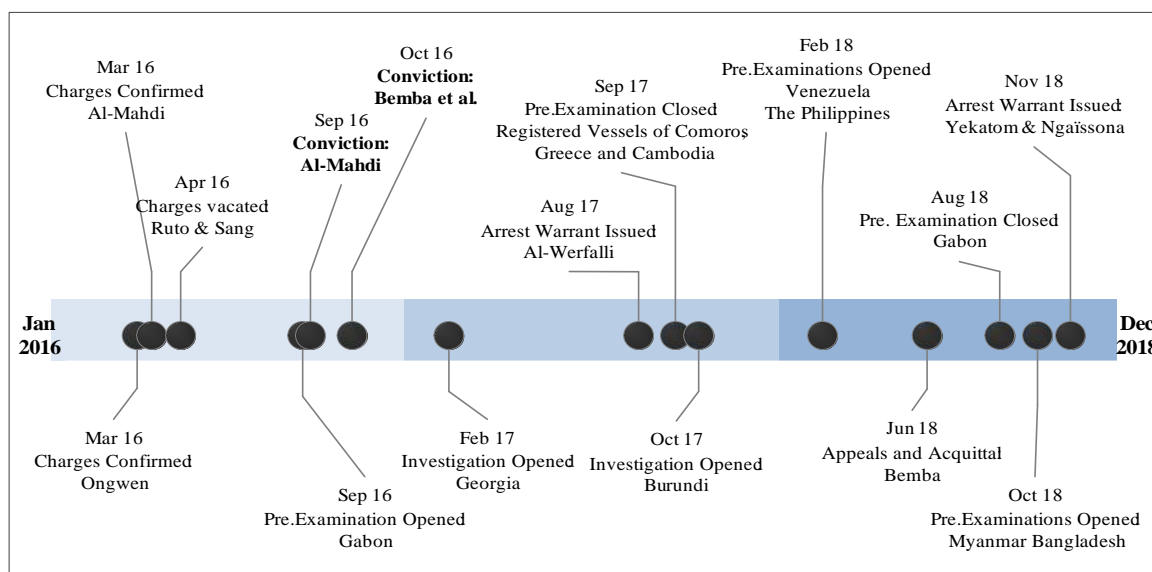 Mar 16
Charges Confirmed
Al-Mahdi
Apr 16
Charges vacated
Ruto & Sang
Sep 16
Conviction:
Al-Mahdi
Oct 16
Conviction:
Bemba et al.
Aug 17
Arrest Warrant Issued
Al-Werfalli
Sep 17
Pre.Examination Closed
Registered Vessels of Comoros,
Greece and Cambodia
Feb 18
Pre.Examinations Opened
Venezuela
The Philippines
Aug 18
Pre. Examination Closed
Gabon
Nov 18
Arrest Warrant Issued:
Yekatom & Ngaïssona
Jan
2016
Dec
2018
Mar 16
Charges Confirmed:
Ongwen
Sep 16
Pre.Examination Opened:
Gabon
Feb 17
Investigation Opened:
Georgia
Oct 17
Investigation Opened:
Burundi
Jun 18
Appeals and Acquittal:
Bemba
Oct 18
Pre.Examinations Opened:
Myanmar Bangladesh